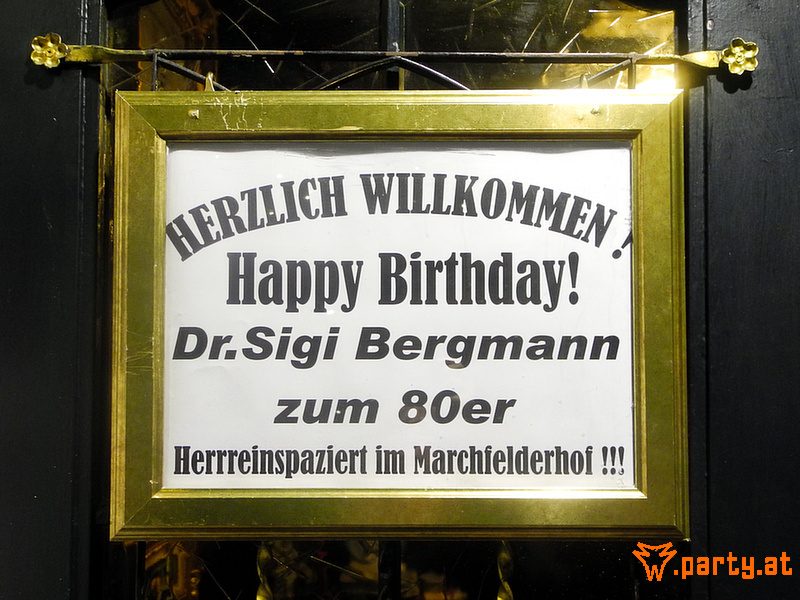 HERZLICH WILLKOMMEN !
Happy Birthday!
Dr.Sigi Bergmann
zum 80er
Herrreinspaziert im Marchfelderhof !!!
w.party.at